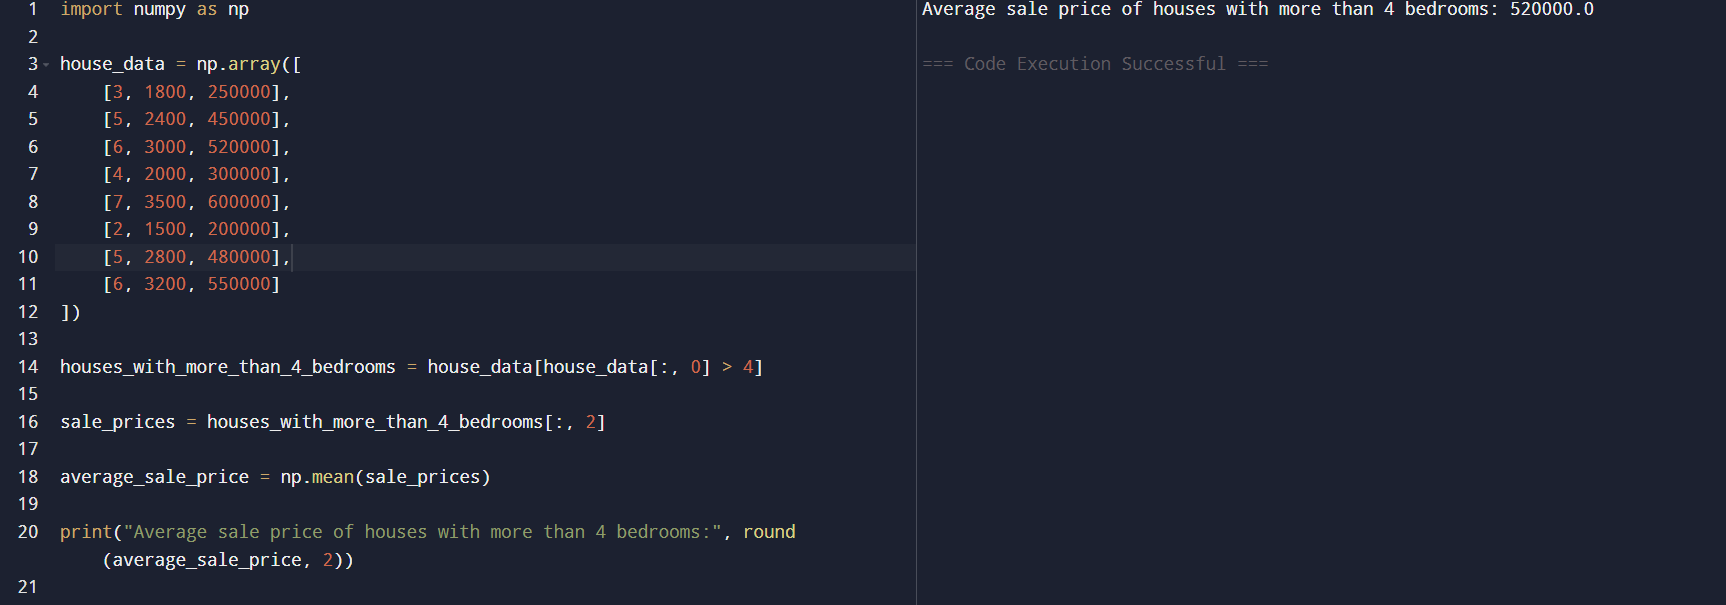 1 import numpy as np
2
3 house_data = np.array([
4     [3, 1800, 250000],
5     [5, 2400, 450000],
6     [6, 3000, 520000],
7     [4, 2000, 300000],
8     [7, 3500, 600000],
9     [2, 1500, 200000],
10     [5, 2800, 480000],
11     [6, 3200, 550000]
12 ])
13
14 houses_with_more_than_4_bedrooms = house_data[house_data[:, 0] > 4]
15
16 sale_prices = houses_with_more_than_4_bedrooms[:, 2]
17
18 average_sale_price = np.mean(sale_prices)
19
20 print("Average sale price of houses with more than 4 bedrooms:", round
    (average_sale_price, 2))
21
Average sale price of houses with more than 4 bedrooms: 520000.0
=== Code Execution Successful ===